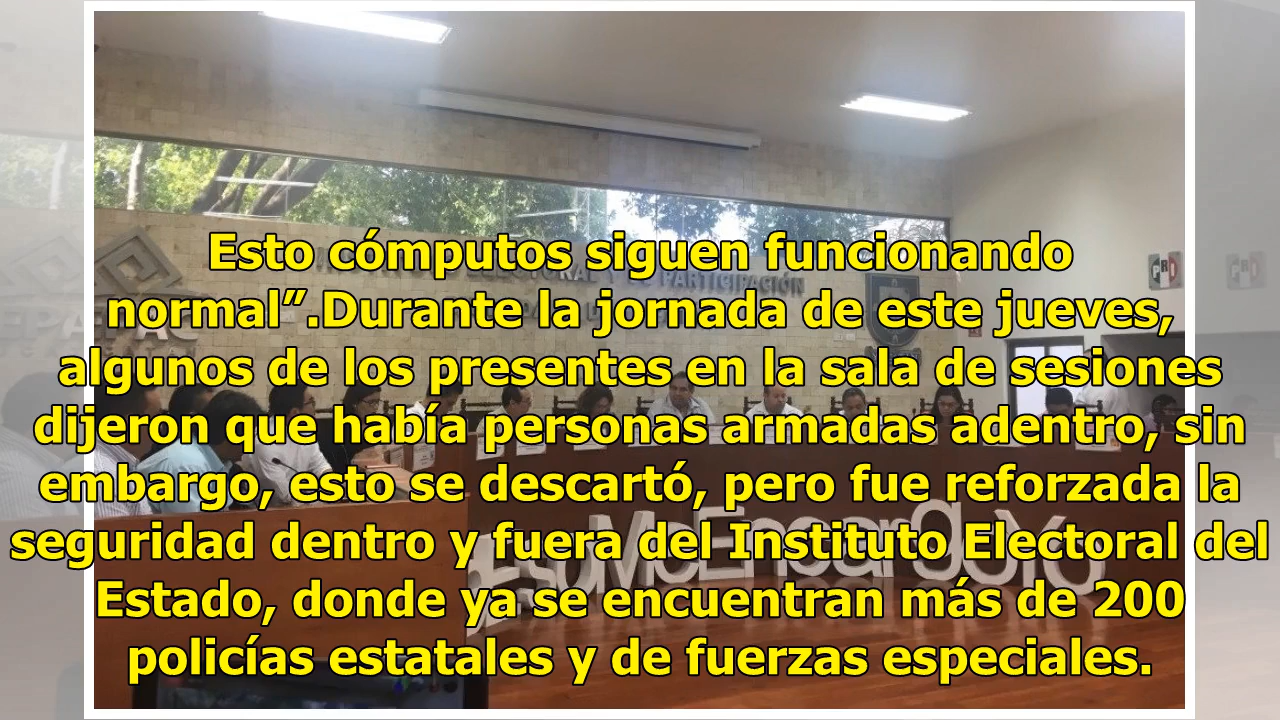 Esto cómputos siguen funcionando
normal”.Durante la jornada de este jueves,
algunos de los presentes en la sala de sesiones
dijeron que había personas armadas adentro, sin
embargo, esto se descartó, pero fue reforzada la
seguridad dentro y fuera del Instituto Electoral del
Estado, donde ya se encuentran más de 200
policías estatales y de fuerzas especiales.
PARTICIPACIÓN
PRD